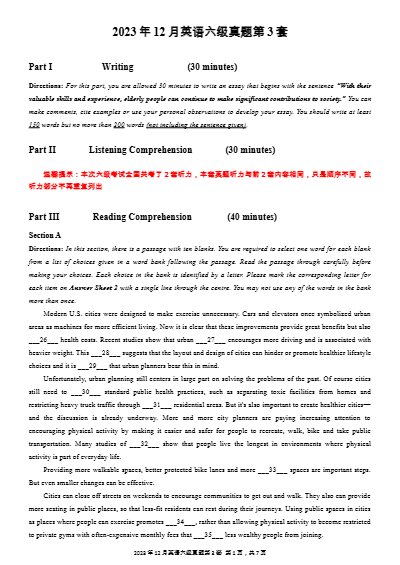 2023 年 12 月英语六级真题第 3 套
Part I Writing (30 minutes)
Directions: For this part, you are allowed 30 minutes to write an essay that begins with the sentence "With their
valuable skills and experience, elderly people can continue to make significant contributions to society." You can
make comments, cite examples or use your personal observations to develop your essay. You should write at least
150 words but no more than 200 words (not including the sentence given).
Part II Listening Comprehension (30 minutes)
温馨提示：本次六级考试全国共考了 2 套听力，本套真题听力与前 2 套内容相同，只是顺序不同，故
听力部分不再重复列出
Part III Reading Comprehension (40 minutes)
Section A
Directions: In this section, there is a passage with ten blanks. You are required to select one word for each blank
from a list of choices given in a word bank following the passage. Read the passage through carefully before
making your choices. Each choice in the bank is identified by a letter. Please mark the corresponding letter for
each item on Answer Sheet 2 with a single line through the centre. You may not use any of the words in the bank
more than once.
Modern U.S. cities were designed to make exercise unnecessary. Cars and elevators once symbolized urban
areas as machines for more efficient living. Now it is clear that these improvements provide great benefits but also
___26___ health costs. Recent studies show that urban ___27___ encourages more driving and is associated with
heavier weight. This ___28___ suggests that the layout and design of cities can hinder or promote healthier lifestyle
choices and it is ___29___ that urban planners bear this in mind.
Unfortunately, urban planning still centers in large part on solving the problems of the past. Of course cities
still need to ___30___ standard public health practices, such as separating toxic facilities from homes and
restricting heavy truck traffic through ___31___ residential areas. But it's also important to create healthier cities—
and the discussion is already underway. More and more city planners are paying increasing attention to
encouraging physical activity by making it easier and safer for people to recreate, walk, bike and take public
transportation. Many studies of ___32___ show that people live the longest in environments where physical
activity is part of everyday life.
Providing more walkable spaces, better protected bike lanes and more ___33___ spaces are important steps.
But even smaller changes can be effective.
Cities can close off streets on weekends to encourage communities to get out and walk. They also can provide
more seating in public places, so that less-fit residents can rest during their journeys. Using public spaces in cities
as places where people can exercise promotes ___34___, rather than allowing physical activity to become restricted
to private gyms with often-expensive monthly fees that ___35___ less wealthy people from joining.
2023 年 12 月英语六级真题第 3 套 第 1 页，共 7 页